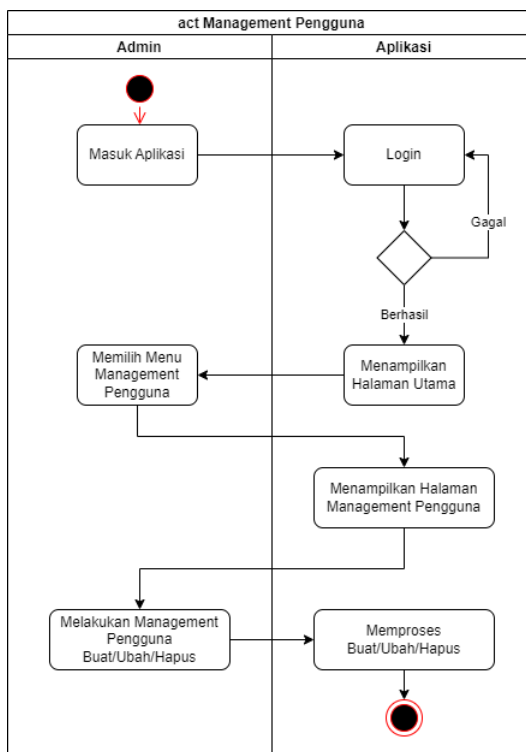 act Management Pengguna
Admin
Aplikasi
Masuk Aplikasi
Login
Gagal
Berhasil
Memilih Menu
Management
Pengguna
Menampilkan
Halaman Utama
Menampilkan Halaman
Management Pengguna
Melakukan Management
Pengguna
Buat/Ubah/Hapus
Memproses
Buat/Ubah/Hapus